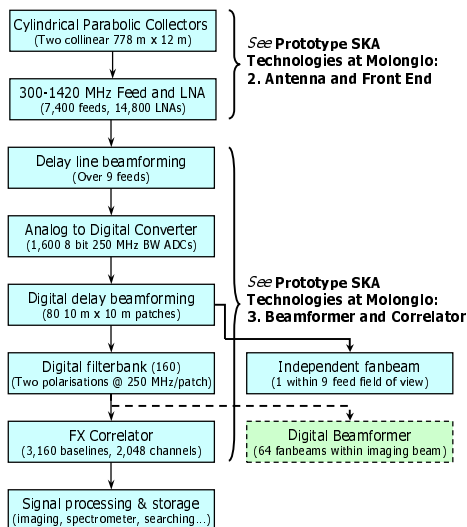 Cylindrical Parabolic Collectors
(Two collinear 778 m x 12 m)
See Prototype SKA
Technologies at Molonglo:
2. Antenna and Front End
300-1420 MHz Feed and LNA
(7,400 feeds, 14,800 LNAs)
Delay line beamforming
(Over 9 feeds)
Analog to Digital Converter
(1,600 8 bit 250 MHz BW ADCs)
See Prototype SKA
Technologies at Molonglo:
3. Beamformer and Correlator
Digital delay beamforming
(80 10 m x 10 m patches)
Digital filterbank (160)
(Two polarisations @ 250 MHz/patch)
Independent fanbeam
(1 within 9 feed field of view)
FX Correlator
(3,160 baselines, 2,048 channels)
Digital Beamformer
(64 fanbeams within imaging beam)
Signal processing & storage
(imaging, spectrometer, searching...)